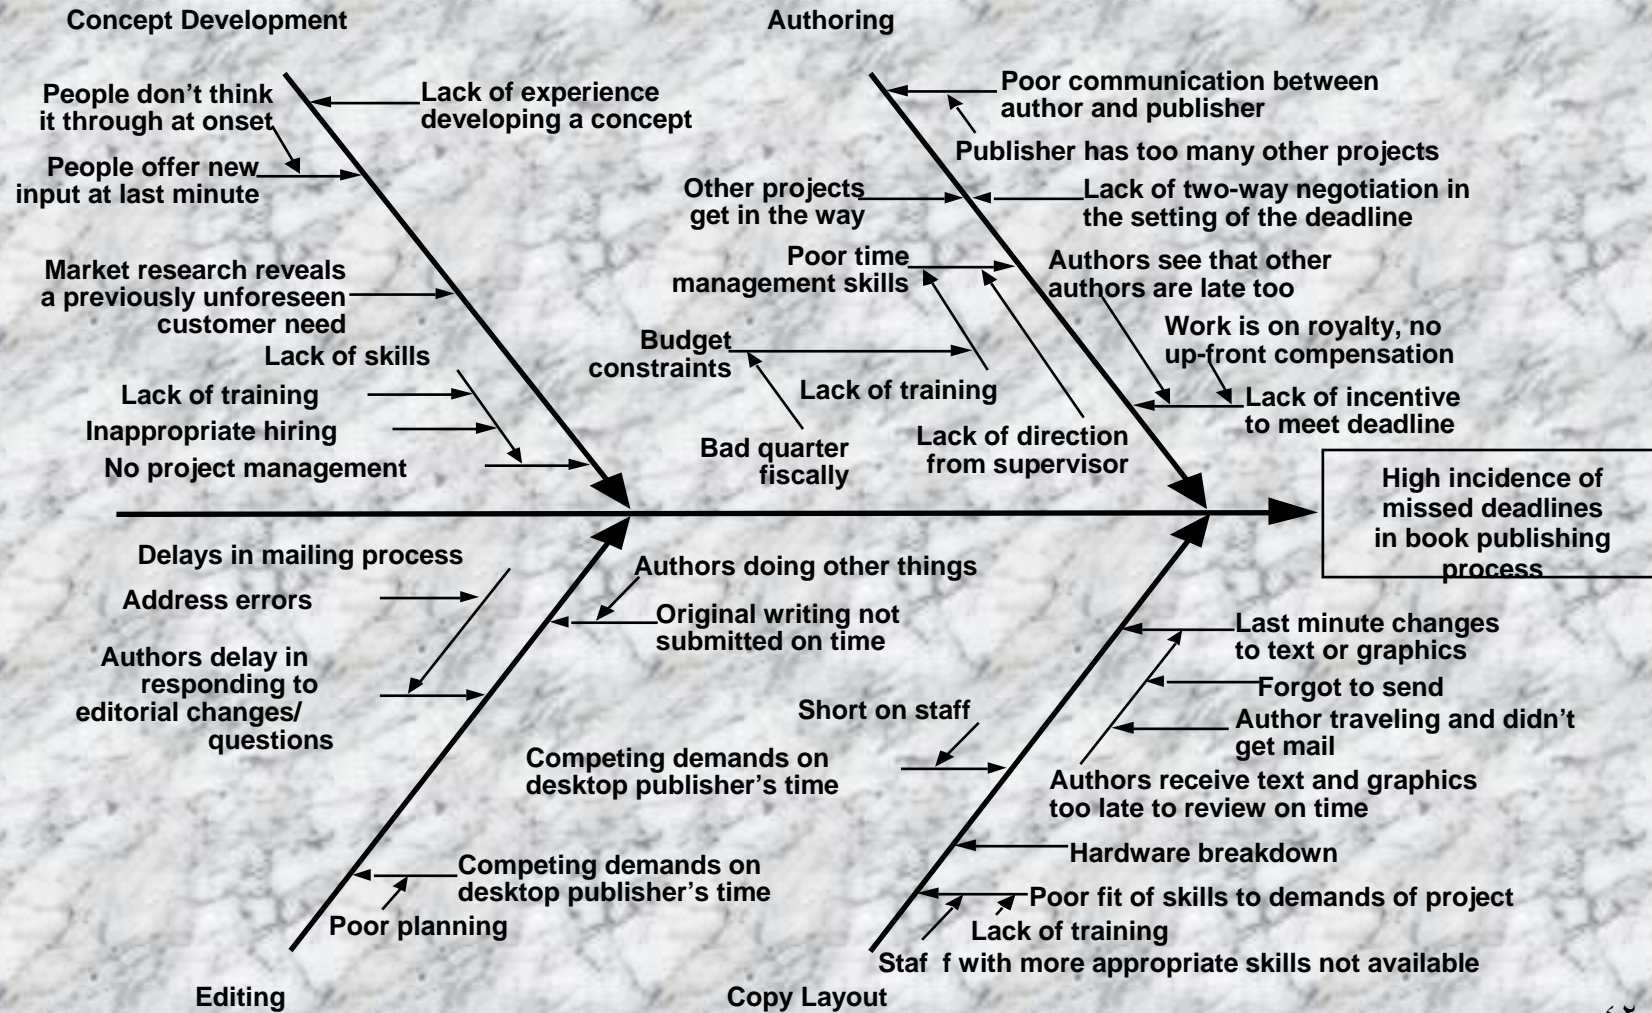 Concept Development
Authoring
People don't think
it through at onset
Lack of experience
developing a concept
People offer new
input at last minute
Market research reveals
a previously unforeseen
customer need
Lack of skills
Lack of training
Inappropriate hiring
No project management
Poor communication between
author and publisher
Publisher has too many other projects
Other projects
get in the way
Lack of two-way negotiation in
the setting of the deadline
Poor time
management skills
Authors see that other
authors are late too
Budget
constraints
Work is on royalty, no
up-front compensation
Lack of training
Lack of incentive
to meet deadline
Bad quarter
fiscally
Lack of direction
from supervisor
High incidence of
missed deadlines
in book publishing
process
Delays in mailing process
Address errors
Authors delay in
responding to
editorial changes/
questions
Authors doing other things
Original writing not
submitted on time
Competing demands on
desktop publisher's time
Poor planning
Short on staff
Competing demands on
desktop publisher's time
Last minute changes
to text or graphics
Forgot to send
Author traveling and didn't
get mail
Authors receive text and graphics
too late to review on time
Hardware breakdown
Poor fit of skills to demands of project
Lack of training
Staf f with more appropriate skills not available
Editing
Copy Layout